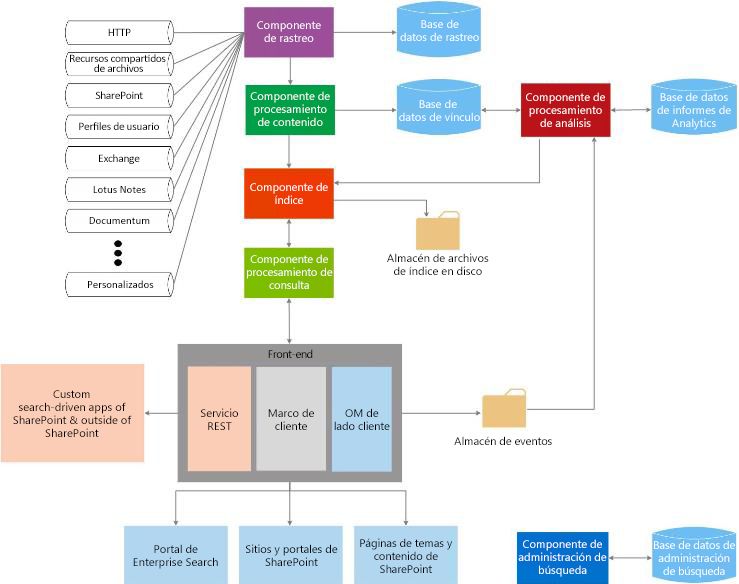 HTTP
Recursos compartidos
de archivos
SharePoint
Perfiles de usuario
Exchange
Lotus Notes
Documentum
Personalizados
Componente
de rastreo
Base de
datos de rastreo
Componente de
procesamiento
de contenido
Base de
datos de vínculo
Componente de
procesamiento
de análisis
Base de datos
de informes de
Analytics
Componente de
índice
Almacén de archivos
de índice en disco
Componente de
procesamiento de
consulta
Front-end
Servicio
REST
Marco de
cliente
OM de
lado cliente
Custom
search-driven apps of
SharePoint & outside of
SharePoint
Almacén de eventos
Portal de
Enterprise Search
Sitios y portales de
SharePoint
Páginas de temas y
contenido de
SharePoint
Componente de
administración de
búsqueda
Base de datos de
administración
de búsqueda